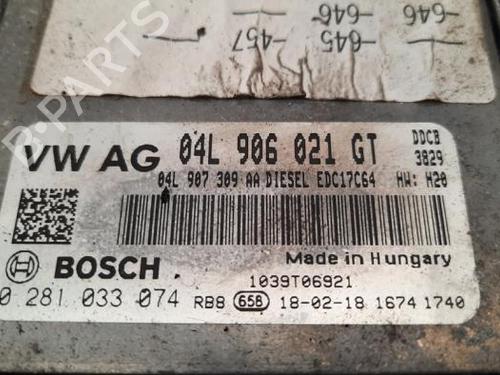 -646
-646
-645
-457
B-PARTS
VW AG
04L 906 021 GT
DDCB
3829
04L 907 309 AA DIESEL EDC17C64
HW: H20
Made in Hungary
BOSCH
1039T06921
0 281 033 074
RB8
658
18-02-18 1674 1740